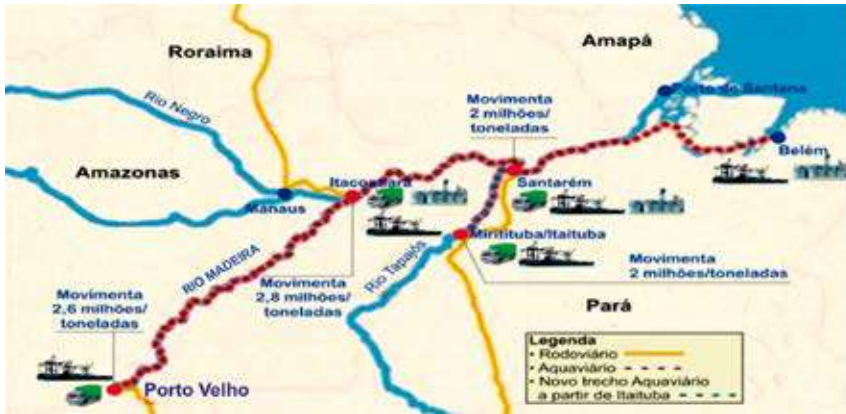 Roraima
Amapá
Rio Negro
Movimenta
2 milhões/
toneladas
Porto de Santana
Belém
Amazonas
Itacoatiara
Santarém
Manaus
Miritituba/Itaituba
RIO MADEIRA
Rio Tapajós
Movimenta
2 milhões/toneladas
Movimenta
2,8 milhões/
toneladas
Movimenta
2,6 milhões/
toneladas
Pará
Porto Velho
Legenda
• Rodoviário
• Aquaviário
• Novo trecho Aquaviário
a partir de Itaituba